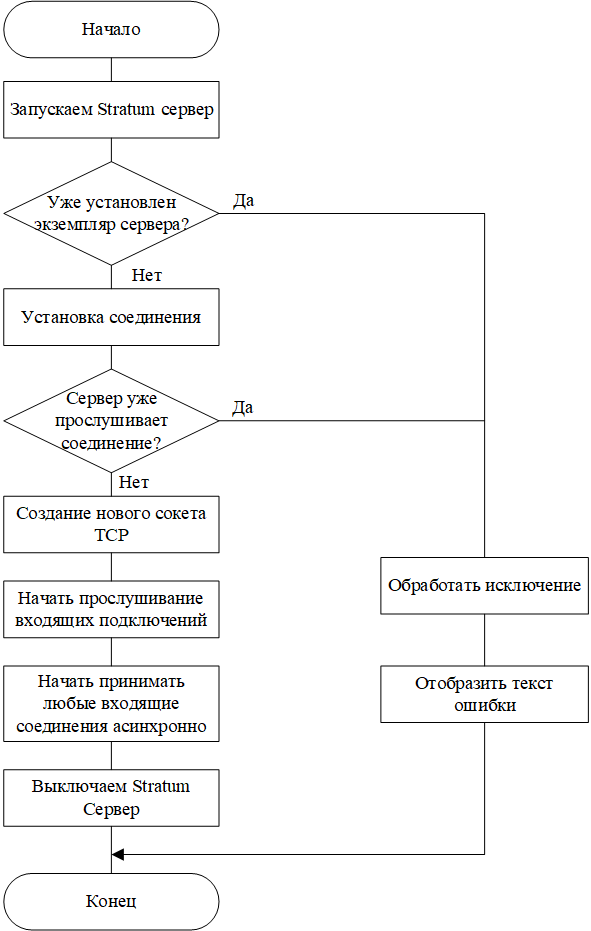 Начало
Запускаем Stratum сервер
Уже установлен
экземпляр сервера?
Да
Нет
Установка соединения
Сервер уже
прослушивает
соединение?
Да
Нет
Создание нового сокета
TCP
Начать прослушивание
входящих подключений
Обработать исключение
Начать принимать
любые входящие
соединения асинхронно
Отобразить текст
ошибки
Выключаем Stratum
Сервер
Конец